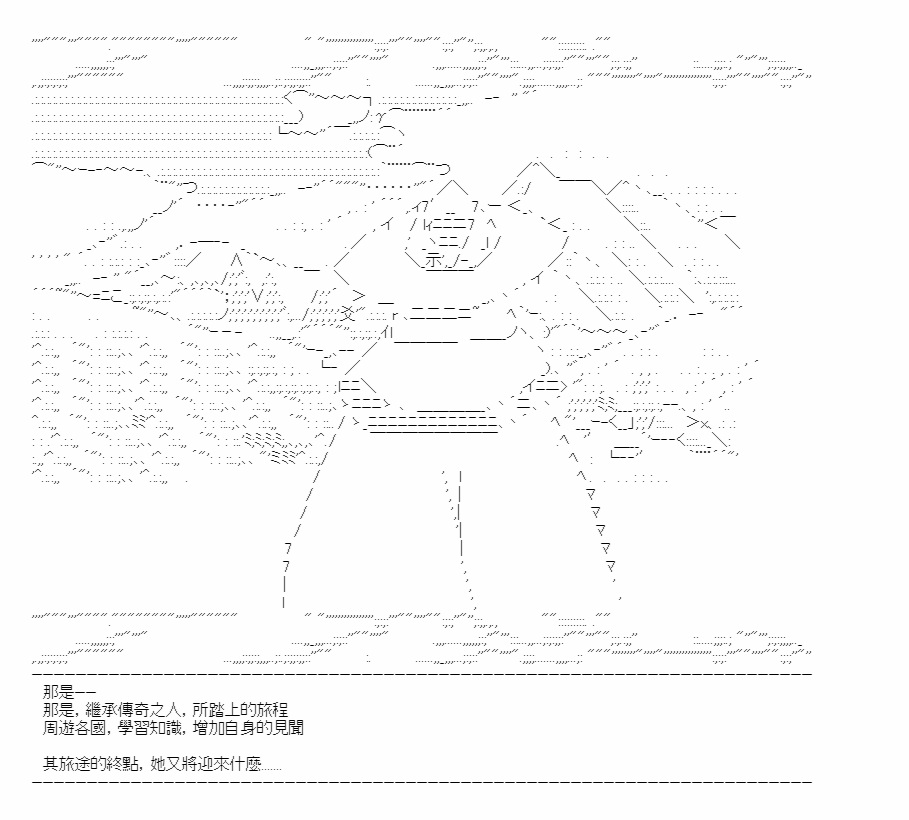 那是——
那是, 繼承傳奇之人, 所踏上的旅程
周遊各國, 學習知識, 增加自身的見聞
其旅途的終點, 她又將迎來什麼.......